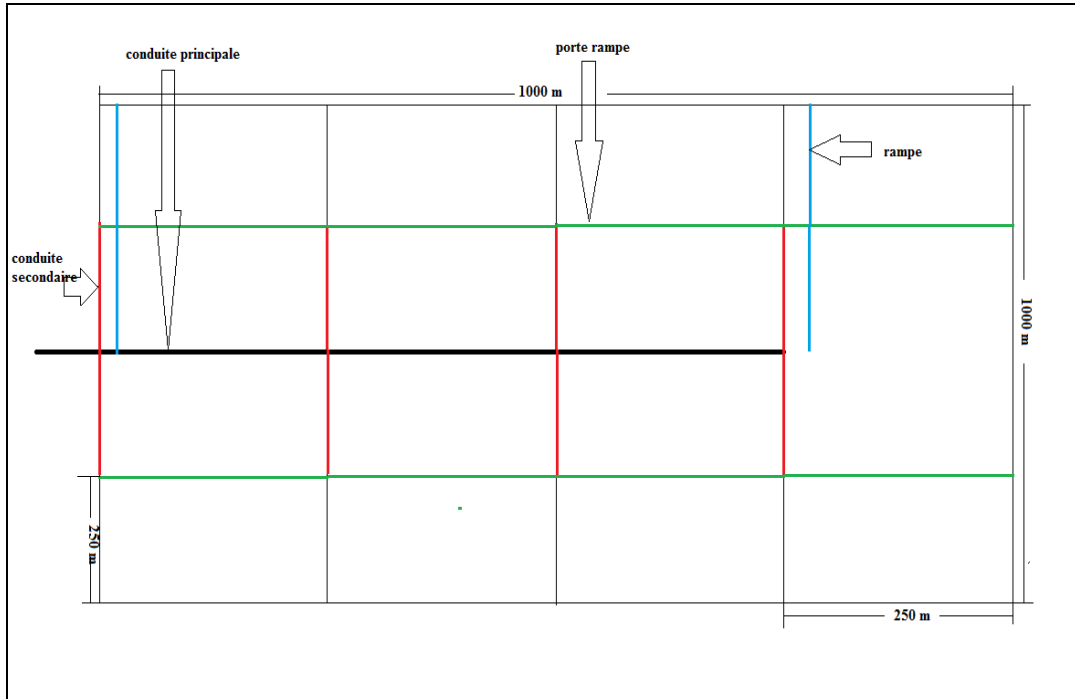 conduite principale
porte rampe
1000 m
rampe
conduite
secondaire
1000 m
250 m
250 m